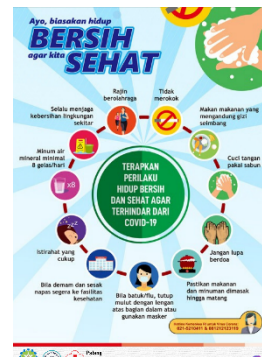 Ayo, biasakan hidup
BERSIH
agar kita SEHAT
Rajin
berolahraga
Tidak
merokok
Selalu menjaga
kebersihan lingkungan
sekitar
Makan makanan yang
mengandung gizi
seimbang
Minum air
mineral minimal
8 gelas/hari
x8
Cuci tangan
pakai sabun
TERAPKAN
PERILAKU
HIDUP BERSIH
DAN SEHAT AGAR
TERHINDAR DARI
COVID-19
Istirahat yang
cukup
Jangan lupa
berdoa
Bila demam dan sesak
napas segera ke fasilitas
kesehatan
Pastikan makanan
dan minuman dimasak
hingga matang
Bila batuk/flu, tutup
mulut dengan lengan
atas bagian dalam atau
gunakan masker